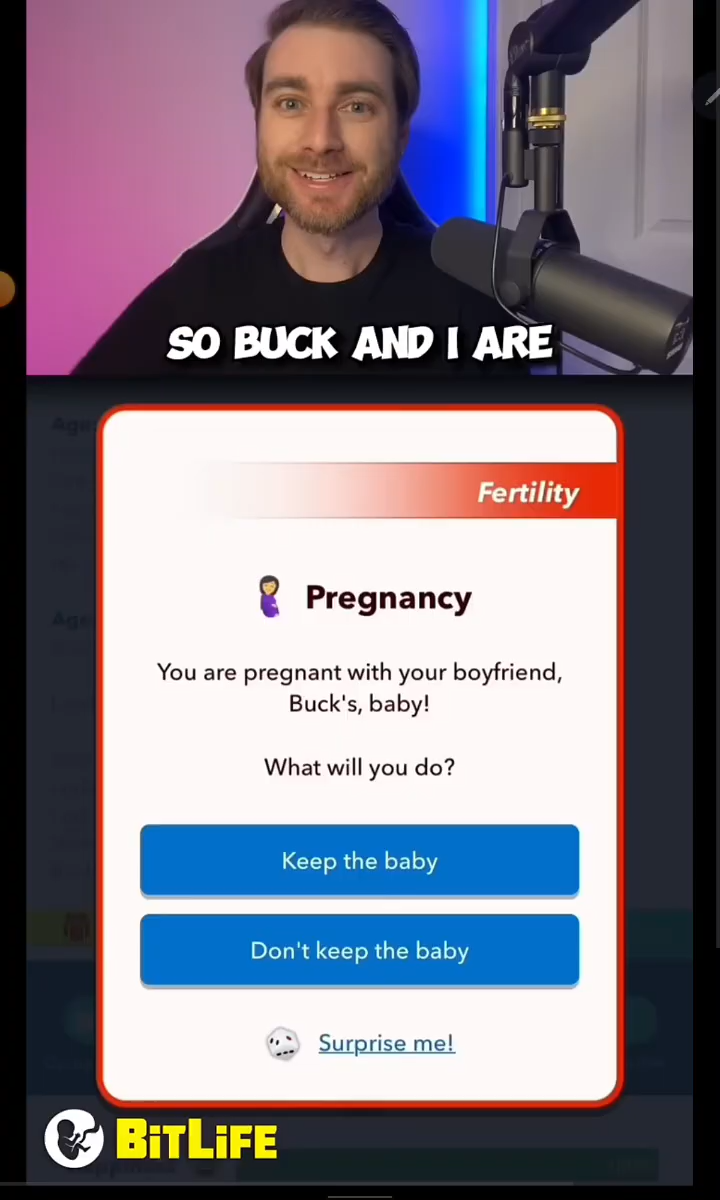 SO BUCK AND I ARE
Fertility
Pregnancy
You are pregnant with your boyfriend,
Buck's, baby!
What will you do?
Keep the baby
Don't keep the baby
Surprise me!
BITLIFE